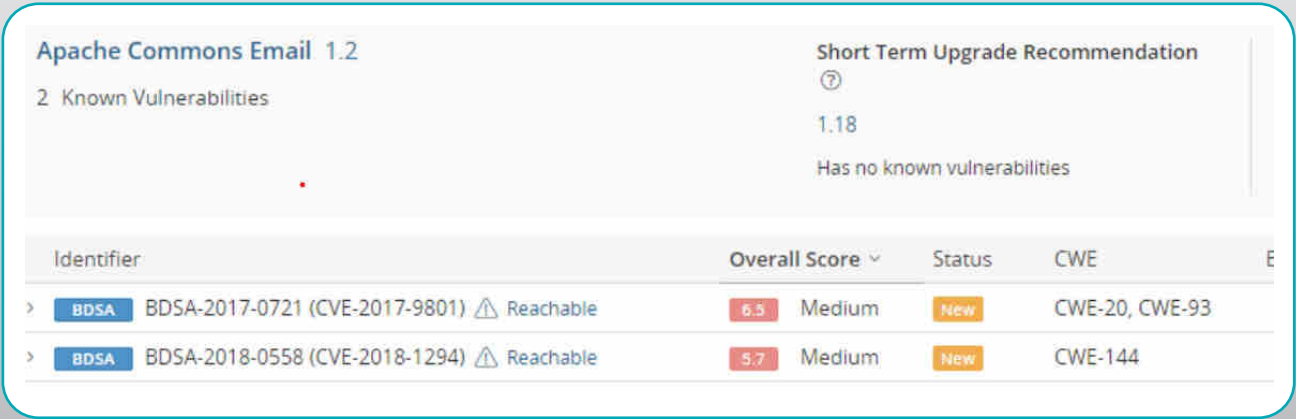 Apache Commons Email 1.2
2 Known Vulnerabilities
Short Term Upgrade Recommendation
?
1.18
Has no known vulnerabilities
Identifier Overall Score Status CWE E
BDSA BDSA-2017-0721 (CVE-2017-9801) Reachable 6.5 Medium New CWE-20, CWE-93
BDSA BDSA-2018-0558 (CVE-2018-1294) Reachable 5.7 Medium New CWE-144